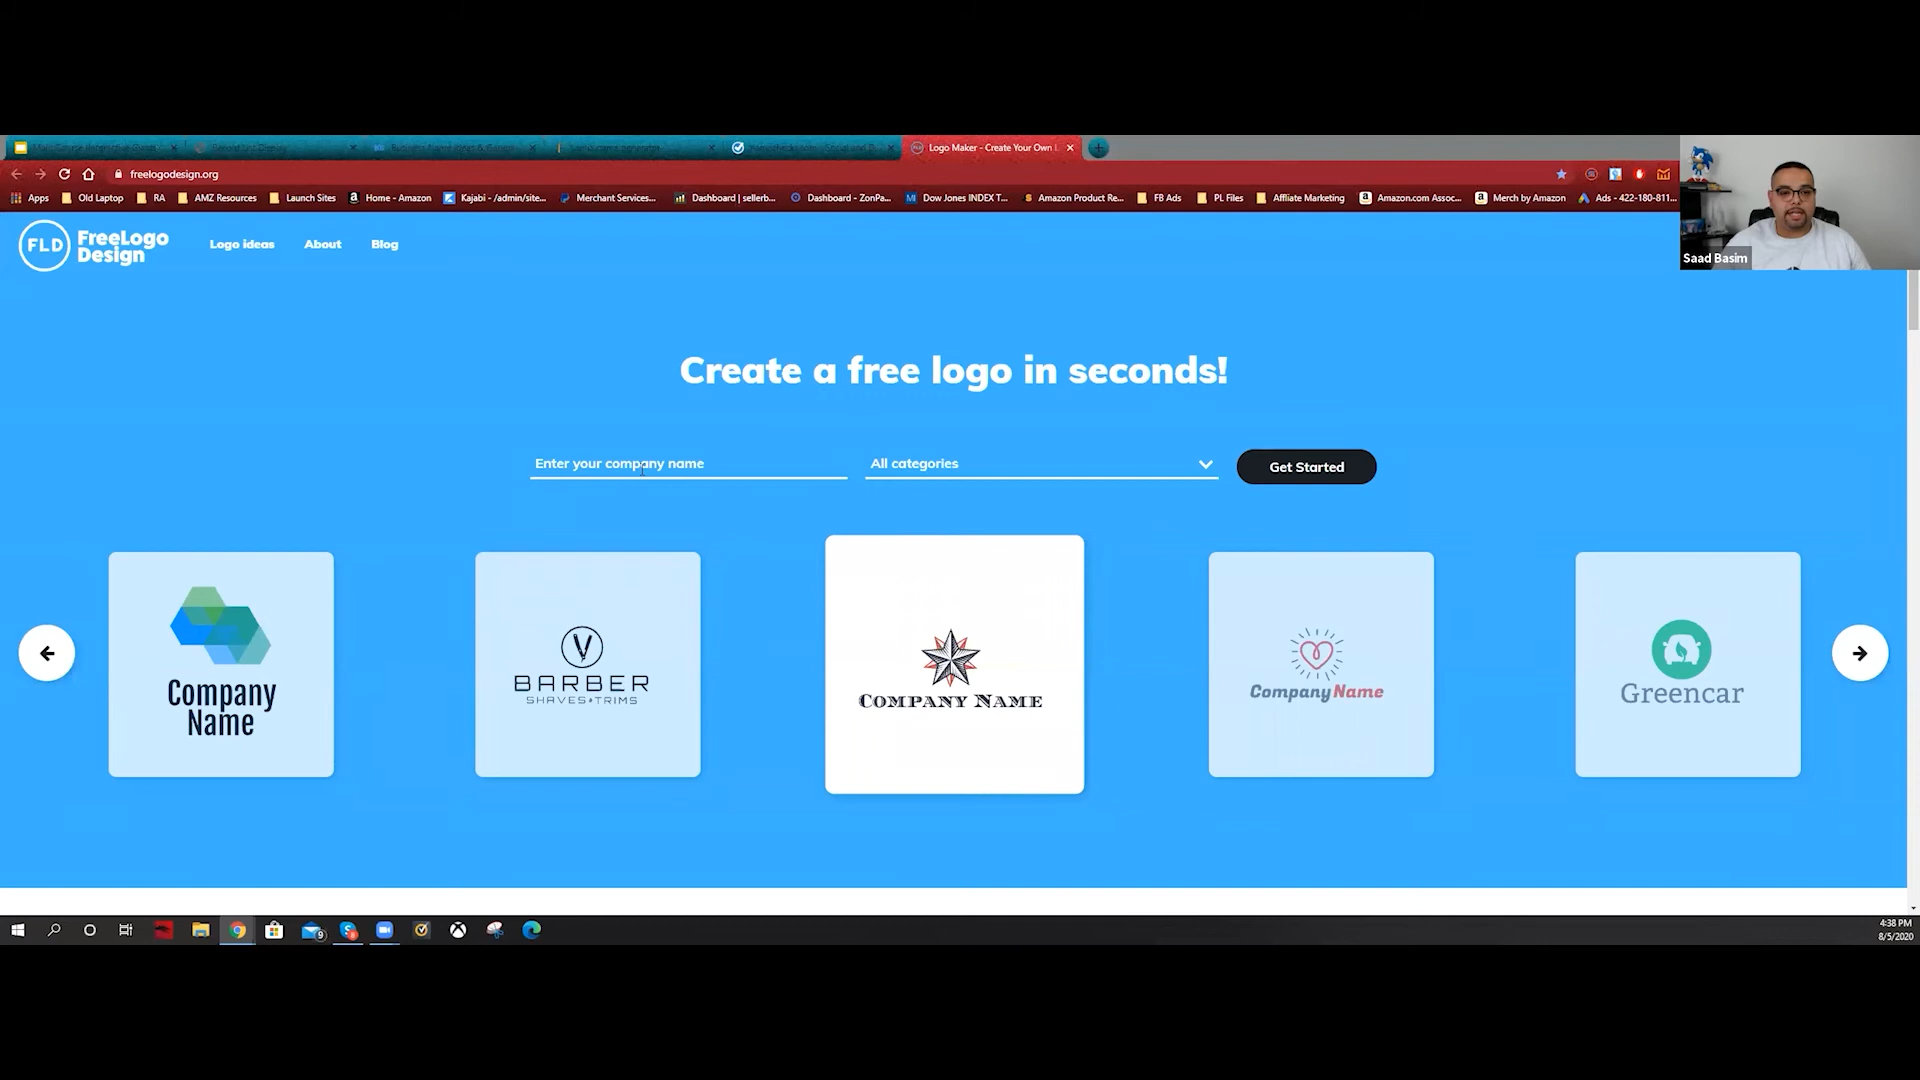 Logo Maker - Create Your Own L
freelogodesign.org
Apps
Old Laptop
RA
AMZ Resources
Launch Sites
Home - Amazon
Kajabi - /admin/site...
Merchant Services...
Dashboard | sellerb...
Dashboard - ZonPa...
Dow Jones INDEX T...
Amazon Product Re...
FB Ads
PL Files
Affliate Marketing
Amazon.com Assoc...
Merch by Amazon
Ads - 422-180-811...
Saad Basim
FLD FreeLogo
Design
Logo ideas
About
Blog
Create a free logo in seconds!
Enter your company name
All categories
Get Started
Company
Name
V
BARBER
SHAVES TRIMS
COMPANY NAME
CompanyName
Greencar
4:38 PM
8/5/2020